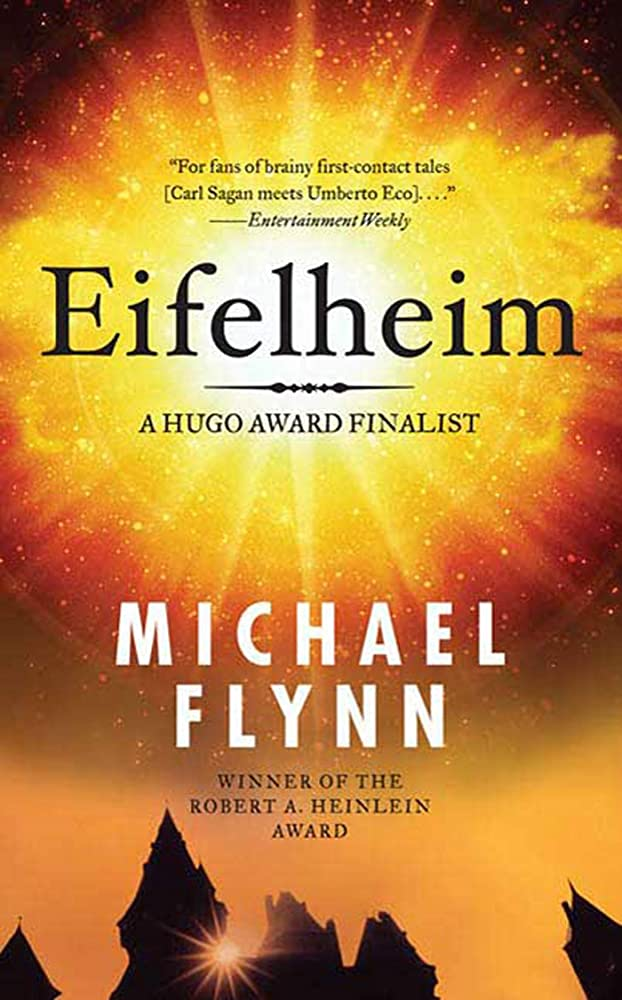 “For fans of brainy first-contact tales
[Carl Sagan meets Umberto Eco]. . . .”
——Entertainment Weekly
Eifelheim
A HUGO AWARD FINALIST
MICHAEL
FLYNN
WINNER OF THE
ROBERT A. HEINLEIN
AWARD